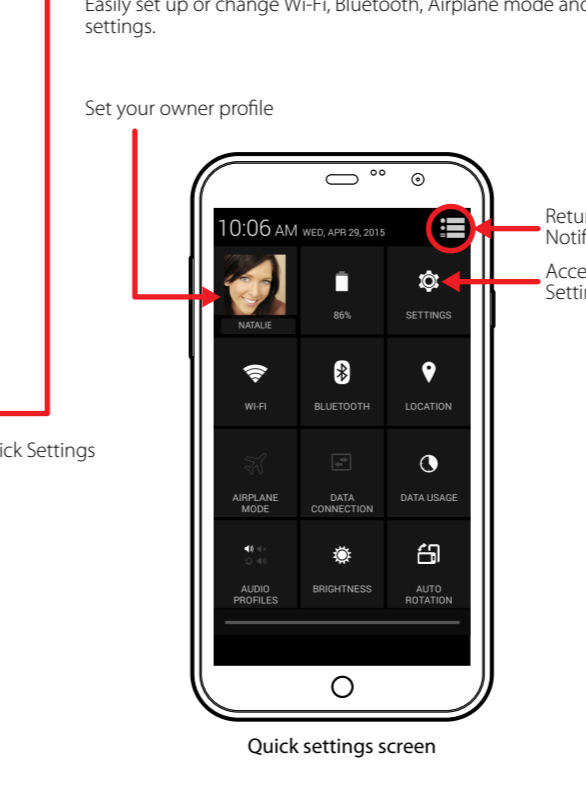 Easily set up or change Wi-Fi, Bluetooth, Airplane mode and
settings.
Set your owner profile
10:06 AM WED, APR 29, 2015
NATALIE
86%
SETTINGS
WI-FI
BLUETOOTH
LOCATION
AIRPLANE
MODE
DATA
CONNECTION
DATA USAGE
AUDIO
PROFILES
BRIGHTNESS
AUTO
ROTATION
Settings
Quick settings screen